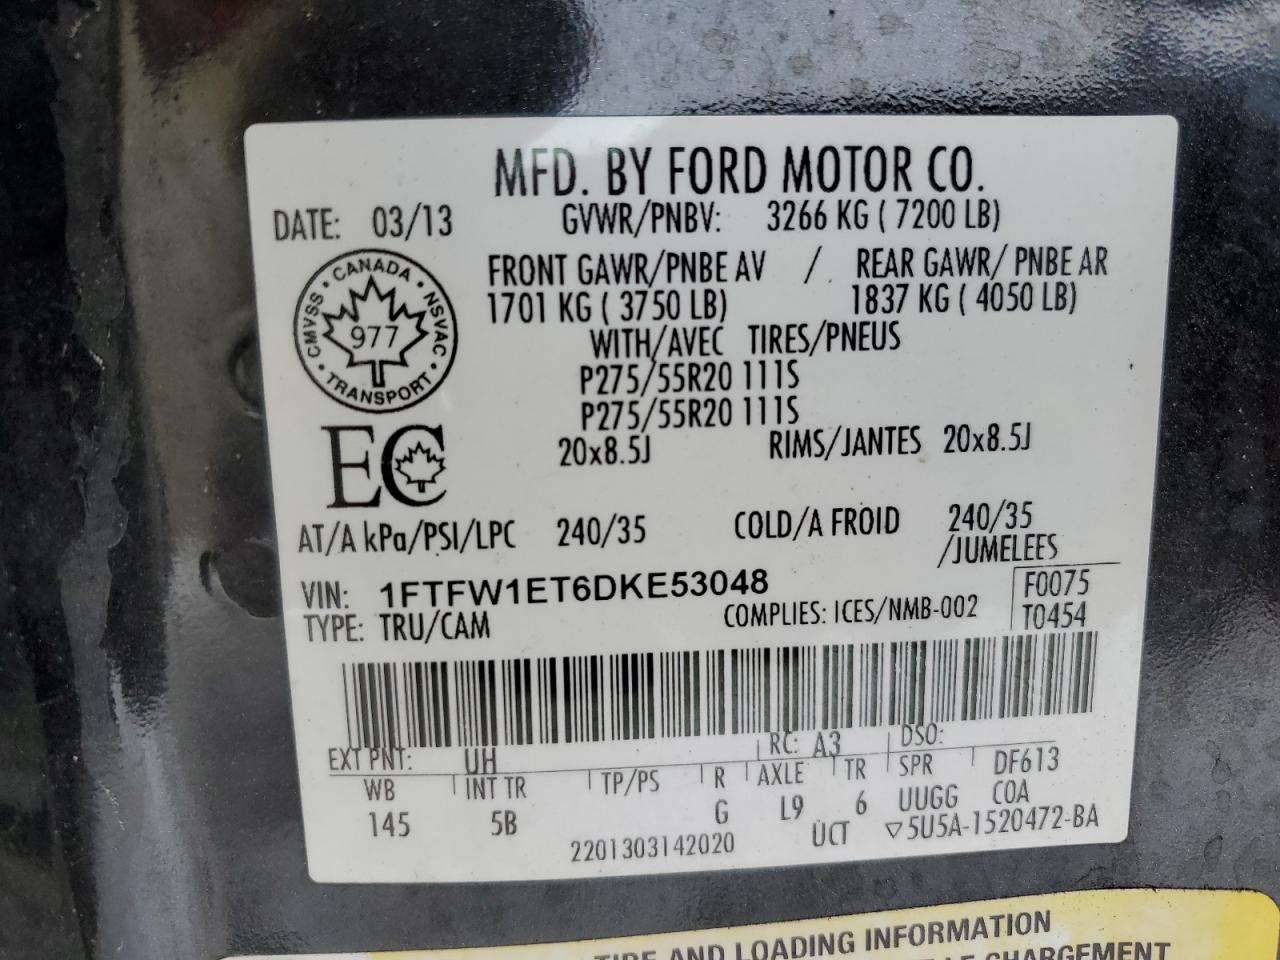 MFD. BY FORD MOTOR CO.
DATE: 03/13 GVWR/PNBV: 3266 KG ( 7200 LB)
FRONT GAWR/PNBE AV / REAR GAWR/ PNBE AR
1701 KG ( 3750 LB) 1837 KG ( 4050 LB)
WITH/AVEC TIRES/PNEUS
P275/55R20 111S
P275/55R20 111S
20x8.5J RIMS/JANTES 20x8.5J
CANADA · NSVAC · TRANSPORT · CMVSS ·
977
EC
AT/A kPa/PSI/LPC 240/35 COLD/A FROID 240/35
/JUMELEES
VIN: 1FTFW1ET6DKE53048 F0075
TYPE: TRU/CAM COMPLIES: ICES/NMB-002 T0454
EXT PNT: UH RC: A3 DSO:
WB INT TR TP/PS R AXLE TR SPR DF613
145 5B G L9 6 UUGG COA
2201303142020 UCT ▽5U5A-1520472-BA
TIRE AND LOADING INFORMATION
LE CHARGEMENT